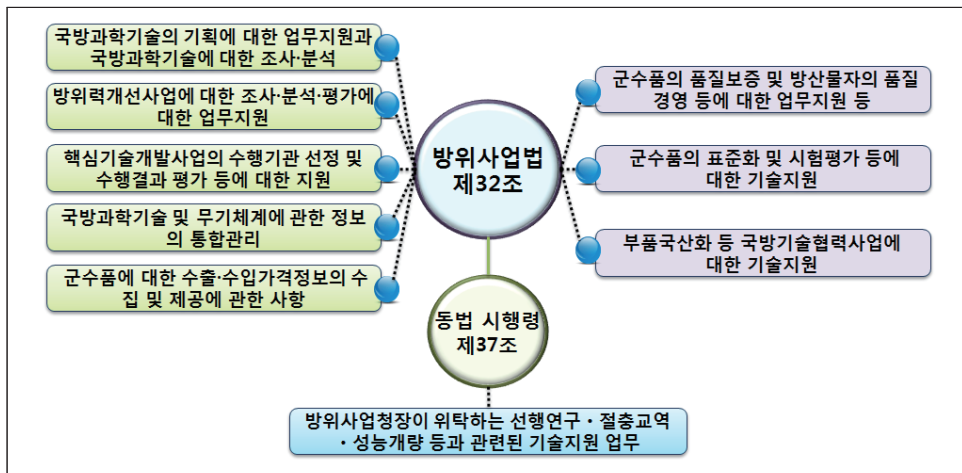 국방과학기술의 기획에 대한 업무지원과
국방과학기술에 대한 조사·분석
방위력개선사업에 대한 조사·분석·평가에
대한 업무지원
핵심기술개발사업의 수행기관 선정 및
수행결과 평가 등에 대한 지원
국방과학기술 및 무기체계에 관한 정보
의 통합관리
군수품에 대한 수출·수입가격정보의 수
집 및 제공에 관한 사항
방위사업법
제32조
동법 시행령
제37조
군수품의 품질보증 및 방산물자의 품질
경영 등에 대한 업무지원 등
군수품의 표준화 및 시험평가 등에
대한 기술지원
부품국산화 등 국방기술협력사업에
대한 기술지원
방위사업청장이 위탁하는 선행연구·절충교역
·성능개량 등과 관련된 기술지원 업무